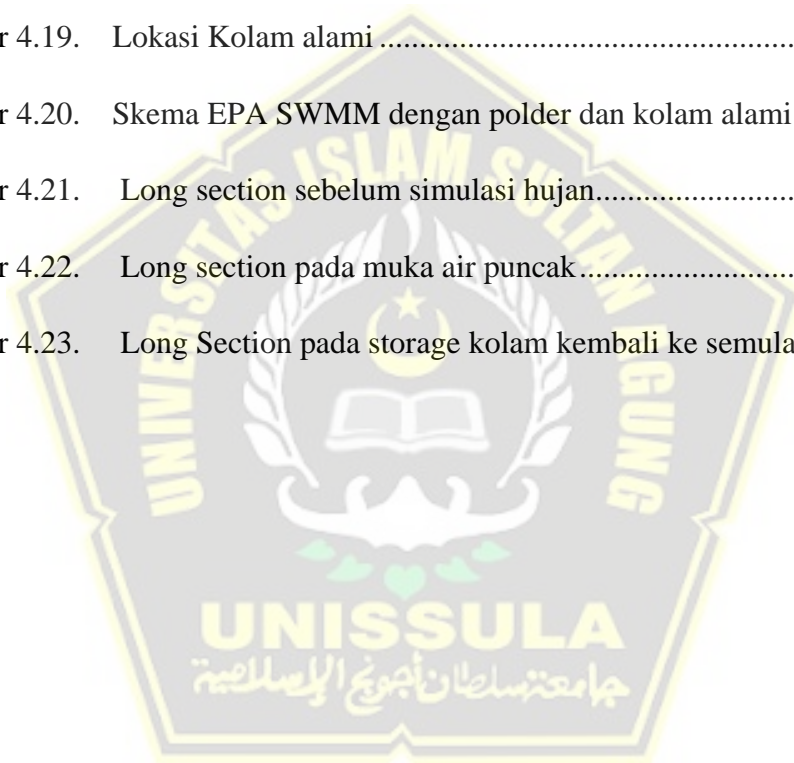 r 4.19. Lokasi Kolam alami ........................................................
r 4.20. Skema EPA SWMM dengan polder dan kolam alami
r 4.21. Long section sebelum simulasi hujan.........................
r 4.22. Long section pada muka air puncak...........................
r 4.23. Long Section pada storage kolam kembali ke semula
UNIVERSITAS ISLAM SULTAN AGUNG
UNISSULA
جامعتنسلطان أجونج الإسلامية